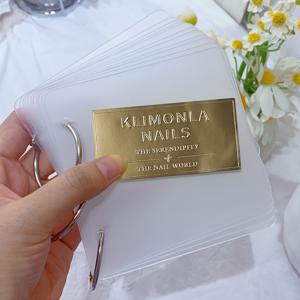 KLIMONLA
NAILS
THE SERENDIPITY
+
THE NAIL WORLD